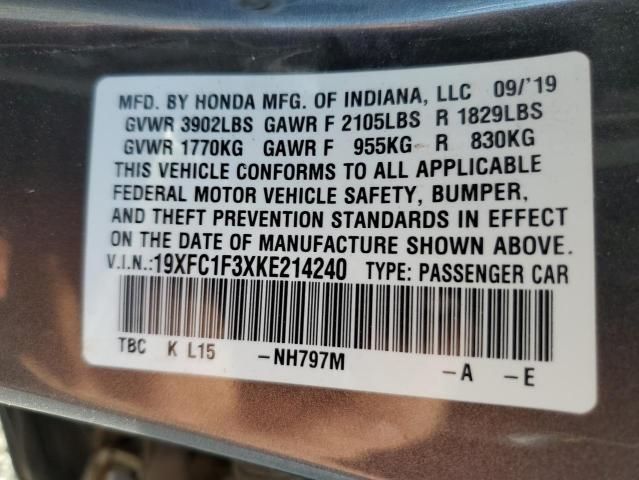 MFD. BY HONDA MFG. OF INDIANA, LLC 09/'19
GVWR 3902LBS GAWR F 2105LBS R 1829LBS
GVWR 1770KG GAWR F 955KG R 830KG
THIS VEHICLE CONFORMS TO ALL APPLICABLE
FEDERAL MOTOR VEHICLE SAFETY, BUMPER,
AND THEFT PREVENTION STANDARDS IN EFFECT
ON THE DATE OF MANUFACTURE SHOWN ABOVE.
V.I.N.:19XFC1F3XKE214240 TYPE: PASSENGER CAR
TBC K L15 -NH797M -A -E